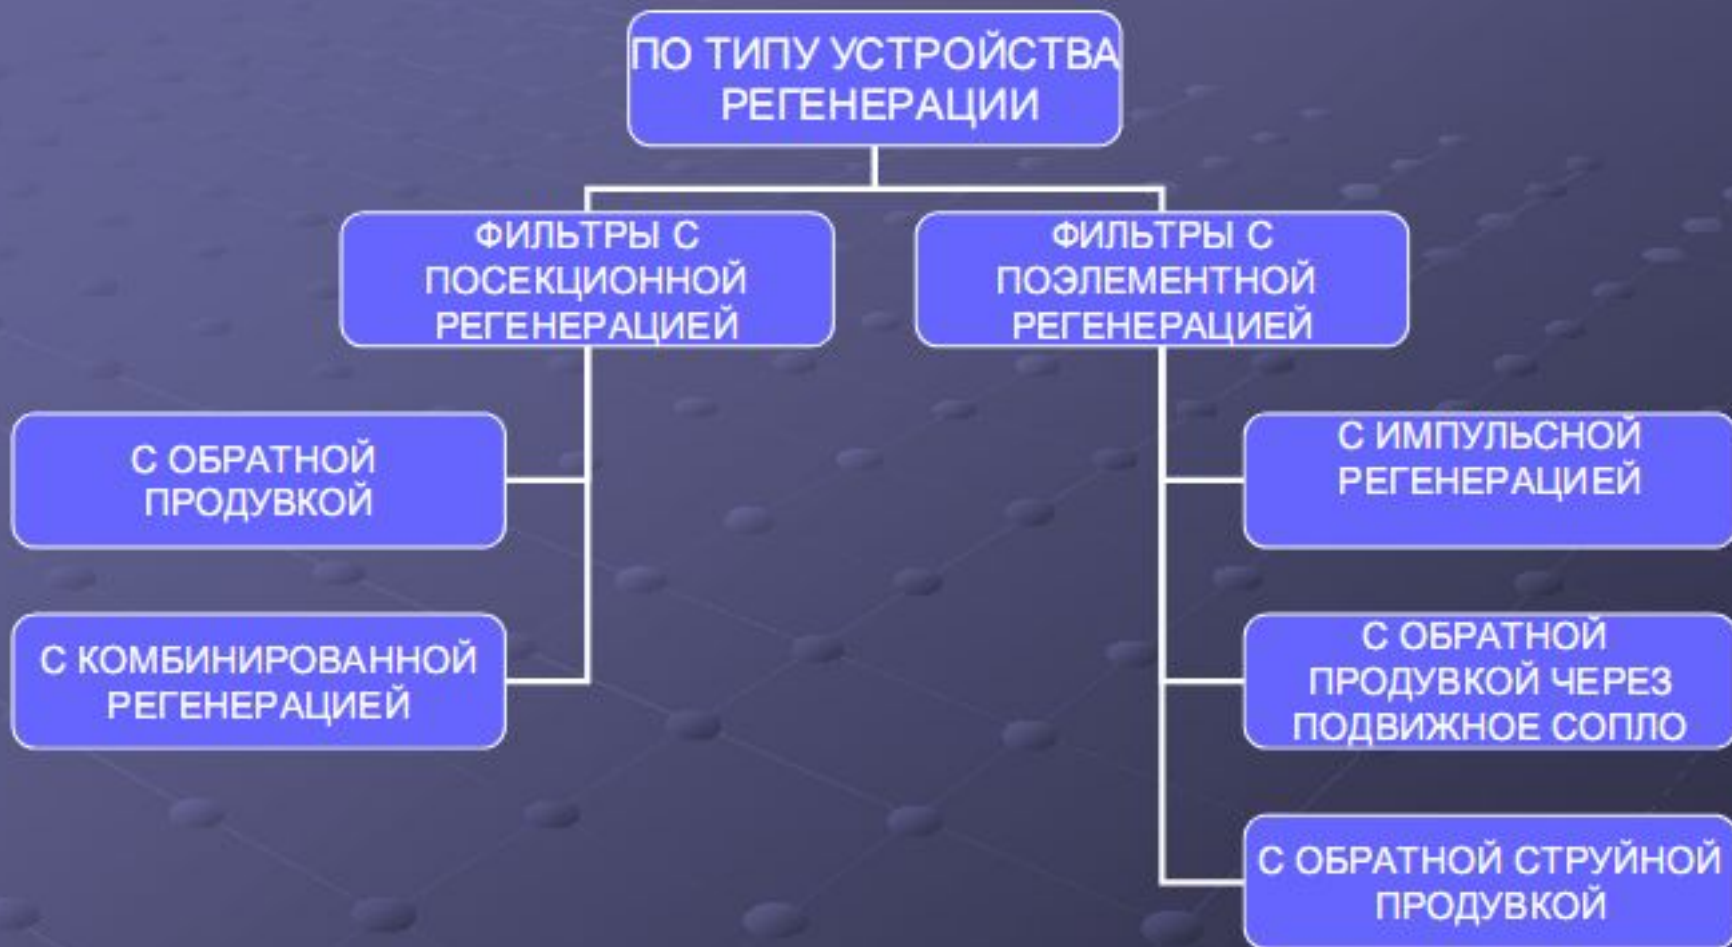 ПО ТИПУ УСТРОЙСТВА
РЕГЕНЕРАЦИИ
ФИЛЬТРЫ С
ПОСЕКЦИОННОЙ
РЕГЕНЕРАЦИЕЙ
ФИЛЬТРЫ С
ПОЭЛЕМЕНТНОЙ
РЕГЕНЕРАЦИЕЙ
С ОБРАТНОЙ
ПРОДУВКОЙ
С КОМБИНИРОВАННОЙ
РЕГЕНЕРАЦИЕЙ
С ИМПУЛЬСНОЙ
РЕГЕНЕРАЦИЕЙ
С ОБРАТНОЙ
ПРОДУВКОЙ ЧЕРЕЗ
ПОДВИЖНОЕ СОПЛО
С ОБРАТНОЙ СТРУЙНОЙ
ПРОДУВКОЙ